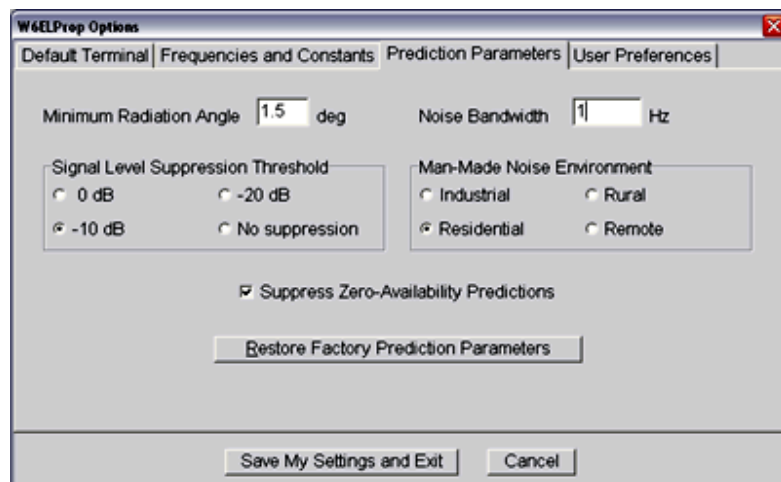 W6ELProp Options
Default Terminal Frequencies and Constants Prediction Parameters User Preferences
Minimum Radiation Angle 1.5 deg Noise Bandwidth 1 Hz
Signal Level Suppression Threshold Man-Made Noise Environment
0 dB -20 dB Industrial Rural
-10 dB No suppression Residential Remote
Suppress Zero-Availability Predictions
Restore Factory Prediction Parameters
Save My Settings and Exit Cancel